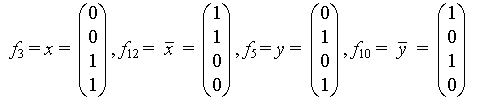 f₃ = x = (0 0 1 1), f₁₂ = x̅ = (1 1 0 0), f₅ = y = (0 1 0 1), f₁₀ = y̅ = (1 0 1 0)